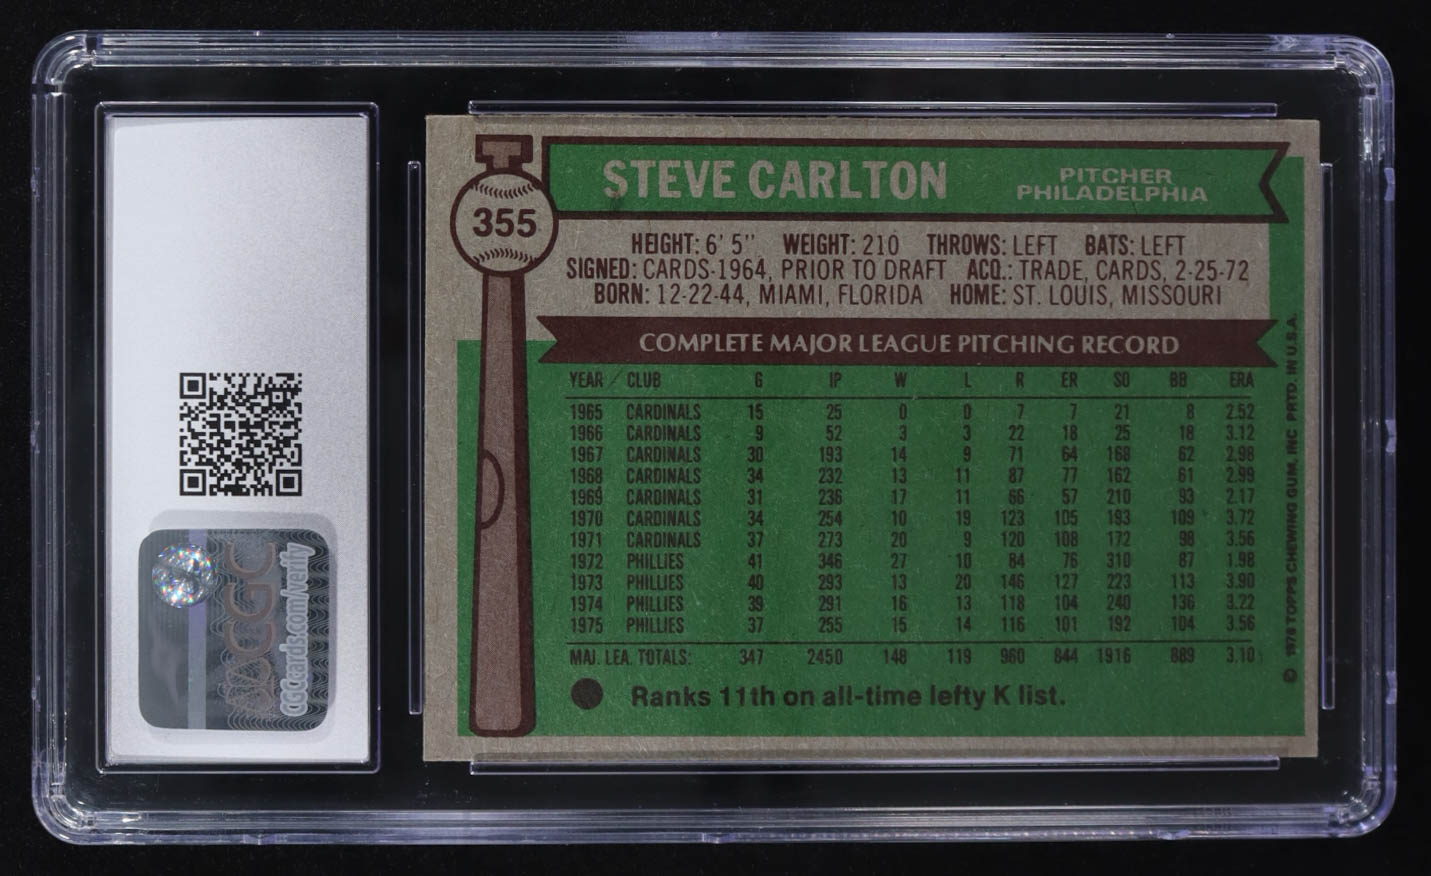 STEVE CARLTON
PITCHER
PHILADELPHIA
355
HEIGHT: 6' 5" WEIGHT: 210 THROWS: LEFT BATS: LEFT
SIGNED: CARDS-1964, PRIOR TO DRAFT ACQ.: TRADE, CARDS, 2-25-72
BORN: 12-22-44, MIAMI, FLORIDA HOME: ST. LOUIS, MISSOURI
COMPLETE MAJOR LEAGUE PITCHING RECORD
YEAR / CLUB G IP W L R ER SO BB ERA
1965 CARDINALS 15 25 0 0 7 7 21 8 2.52
1966 CARDINALS 9 52 3 3 22 18 25 18 3.12
1967 CARDINALS 30 193 14 9 71 64 168 62 2.98
1968 CARDINALS 34 232 13 11 87 77 162 61 2.99
1969 CARDINALS 31 236 17 11 66 57 210 93 2.17
1970 CARDINALS 34 254 10 19 123 105 193 109 3.72
1971 CARDINALS 37 273 20 9 120 108 172 98 3.56
1972 PHILLIES 41 346 27 10 84 76 310 87 1.98
1973 PHILLIES 40 293 13 20 146 127 223 113 3.90
1974 PHILLIES 39 291 16 13 118 104 240 136 3.22
1975 PHILLIES 37 255 15 14 116 101 192 104 3.56
MAJ. LEA. TOTALS: 347 2450 148 119 960 844 1916 889 3.10
Ranks 11th on all-time lefty K list.
© 1976 TOPPS CHEWING GUM, INC PRTD. IN U.S.A.
CGC
CGCcards.com/verify